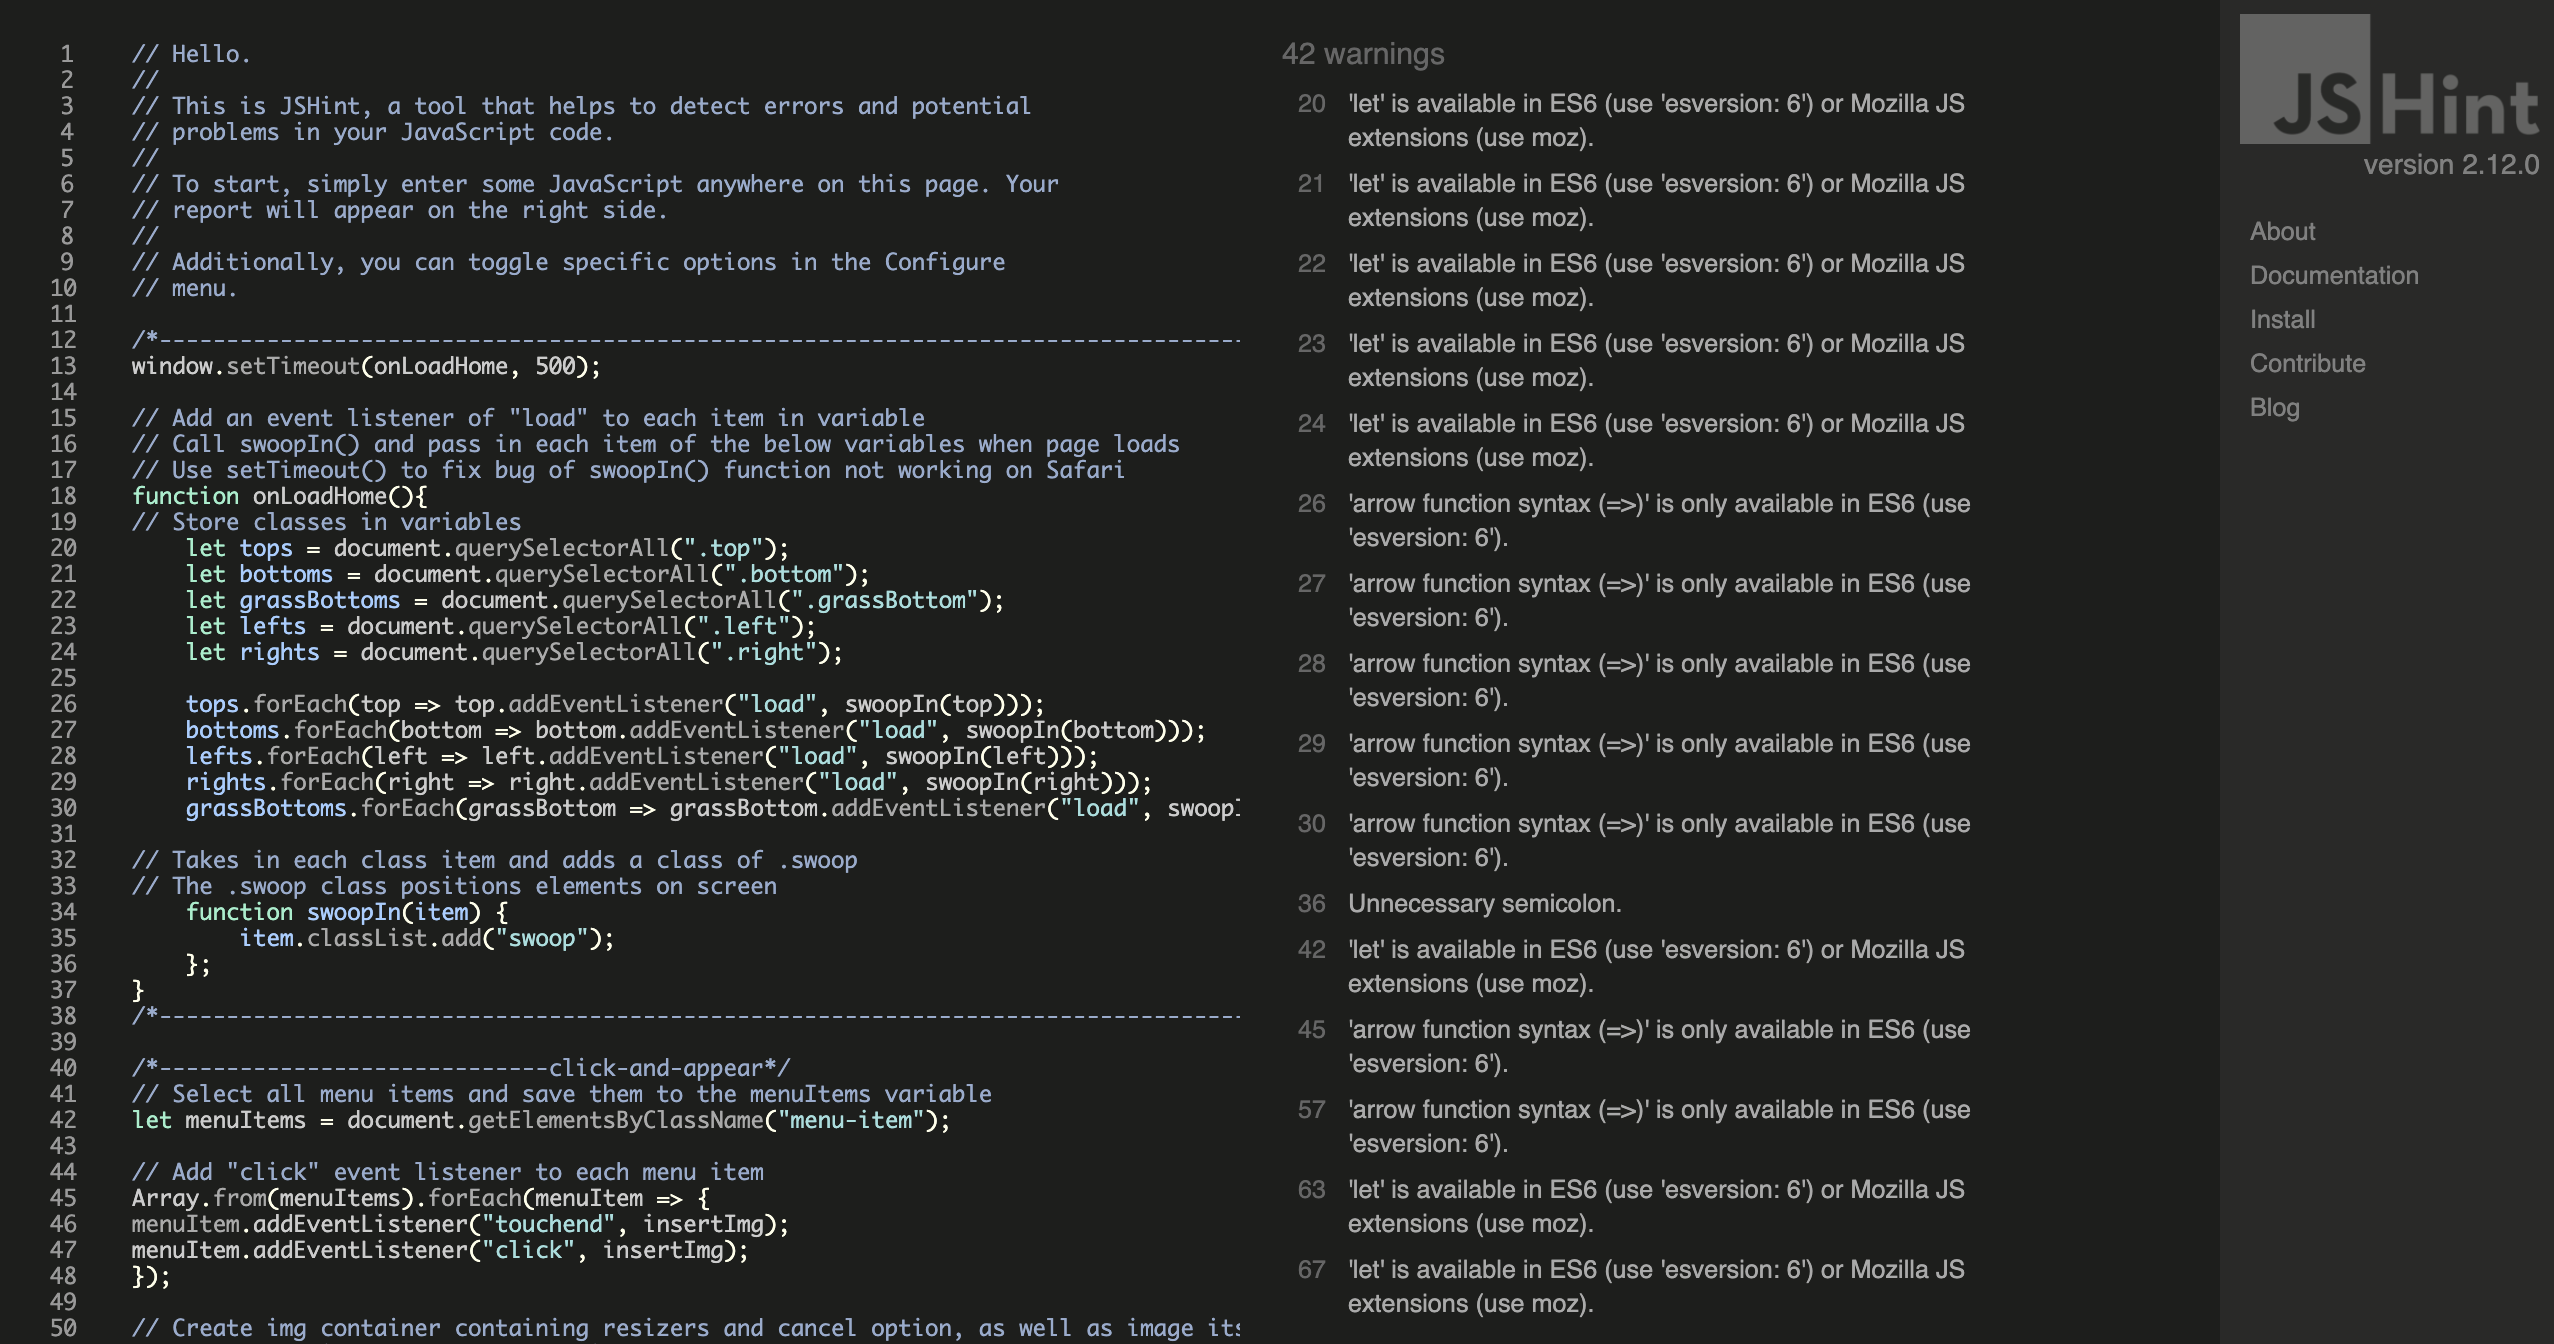 1 // Hello.
2 //
3 // This is JSHint, a tool that helps to detect errors and potential
4 // problems in your JavaScript code.
5 //
6 // To start, simply enter some JavaScript anywhere on this page. Your
7 // report will appear on the right side.
8 //
9 // Additionally, you can toggle specific options in the Configure
10 // menu.
11
12 /*---------------------------------------------------------------------------------
13 window.setTimeout(onLoadHome, 500);
14
15 // Add an event listener of "load" to each item in variable
16 // Call swoopIn() and pass in each item of the below variables when page loads
17 // Use setTimeout() to fix bug of swoopIn() function not working on Safari
18 function onLoadHome(){
19 // Store classes in variables
20 let tops = document.querySelectorAll(".top");
21 let bottoms = document.querySelectorAll(".bottom");
22 let grassBottoms = document.querySelectorAll(".grassBottom");
23 let lefts = document.querySelectorAll(".left");
24 let rights = document.querySelectorAll(".right");
25
26 tops.forEach(top => top.addEventListener("load", swoopIn(top)));
27 bottoms.forEach(bottom => bottom.addEventListener("load", swoopIn(bottom)));
28 lefts.forEach(left => left.addEventListener("load", swoopIn(left)));
29 rights.forEach(right => right.addEventListener("load", swoopIn(right)));
30 grassBottoms.forEach(grassBottom => grassBottom.addEventListener("load", swoopI
31
32 // Takes in each class item and adds a class of .swoop
33 // The .swoop class positions elements on screen
34 function swoopIn(item) {
35 item.classList.add("swoop");
36 };
37 }
38 /*---------------------------------------------------------------------------------
39
40 /*-----------------------------click-and-appear*/
41 // Select all menu items and save them to the menuItems variable
42 let menuItems = document.getElementsByClassName("menu-item");
43
44 // Add "click" event listener to each menu item
45 Array.from(menuItems).forEach(menuItem => {
46 menuItem.addEventListener("touchend", insertImg);
47 menuItem.addEventListener("click", insertImg);
48 });
49
50 // Create img container containing resizers and cancel option, as well as image its
42 warnings
20 'let' is available in ES6 (use 'esversion: 6') or Mozilla JS
extensions (use moz).
21 'let' is available in ES6 (use 'esversion: 6') or Mozilla JS
extensions (use moz).
22 'let' is available in ES6 (use 'esversion: 6') or Mozilla JS
extensions (use moz).
23 'let' is available in ES6 (use 'esversion: 6') or Mozilla JS
extensions (use moz).
24 'let' is available in ES6 (use 'esversion: 6') or Mozilla JS
extensions (use moz).
26 'arrow function syntax (=>)' is only available in ES6 (use
'esversion: 6').
27 'arrow function syntax (=>)' is only available in ES6 (use
'esversion: 6').
28 'arrow function syntax (=>)' is only available in ES6 (use
'esversion: 6').
29 'arrow function syntax (=>)' is only available in ES6 (use
'esversion: 6').
30 'arrow function syntax (=>)' is only available in ES6 (use
'esversion: 6').
36 Unnecessary semicolon.
42 'let' is available in ES6 (use 'esversion: 6') or Mozilla JS
extensions (use moz).
45 'arrow function syntax (=>)' is only available in ES6 (use
'esversion: 6').
57 'arrow function syntax (=>)' is only available in ES6 (use
'esversion: 6').
63 'let' is available in ES6 (use 'esversion: 6') or Mozilla JS
extensions (use moz).
67 'let' is available in ES6 (use 'esversion: 6') or Mozilla JS
extensions (use moz).
JSHint
version 2.12.0
About
Documentation
Install
Contribute
Blog